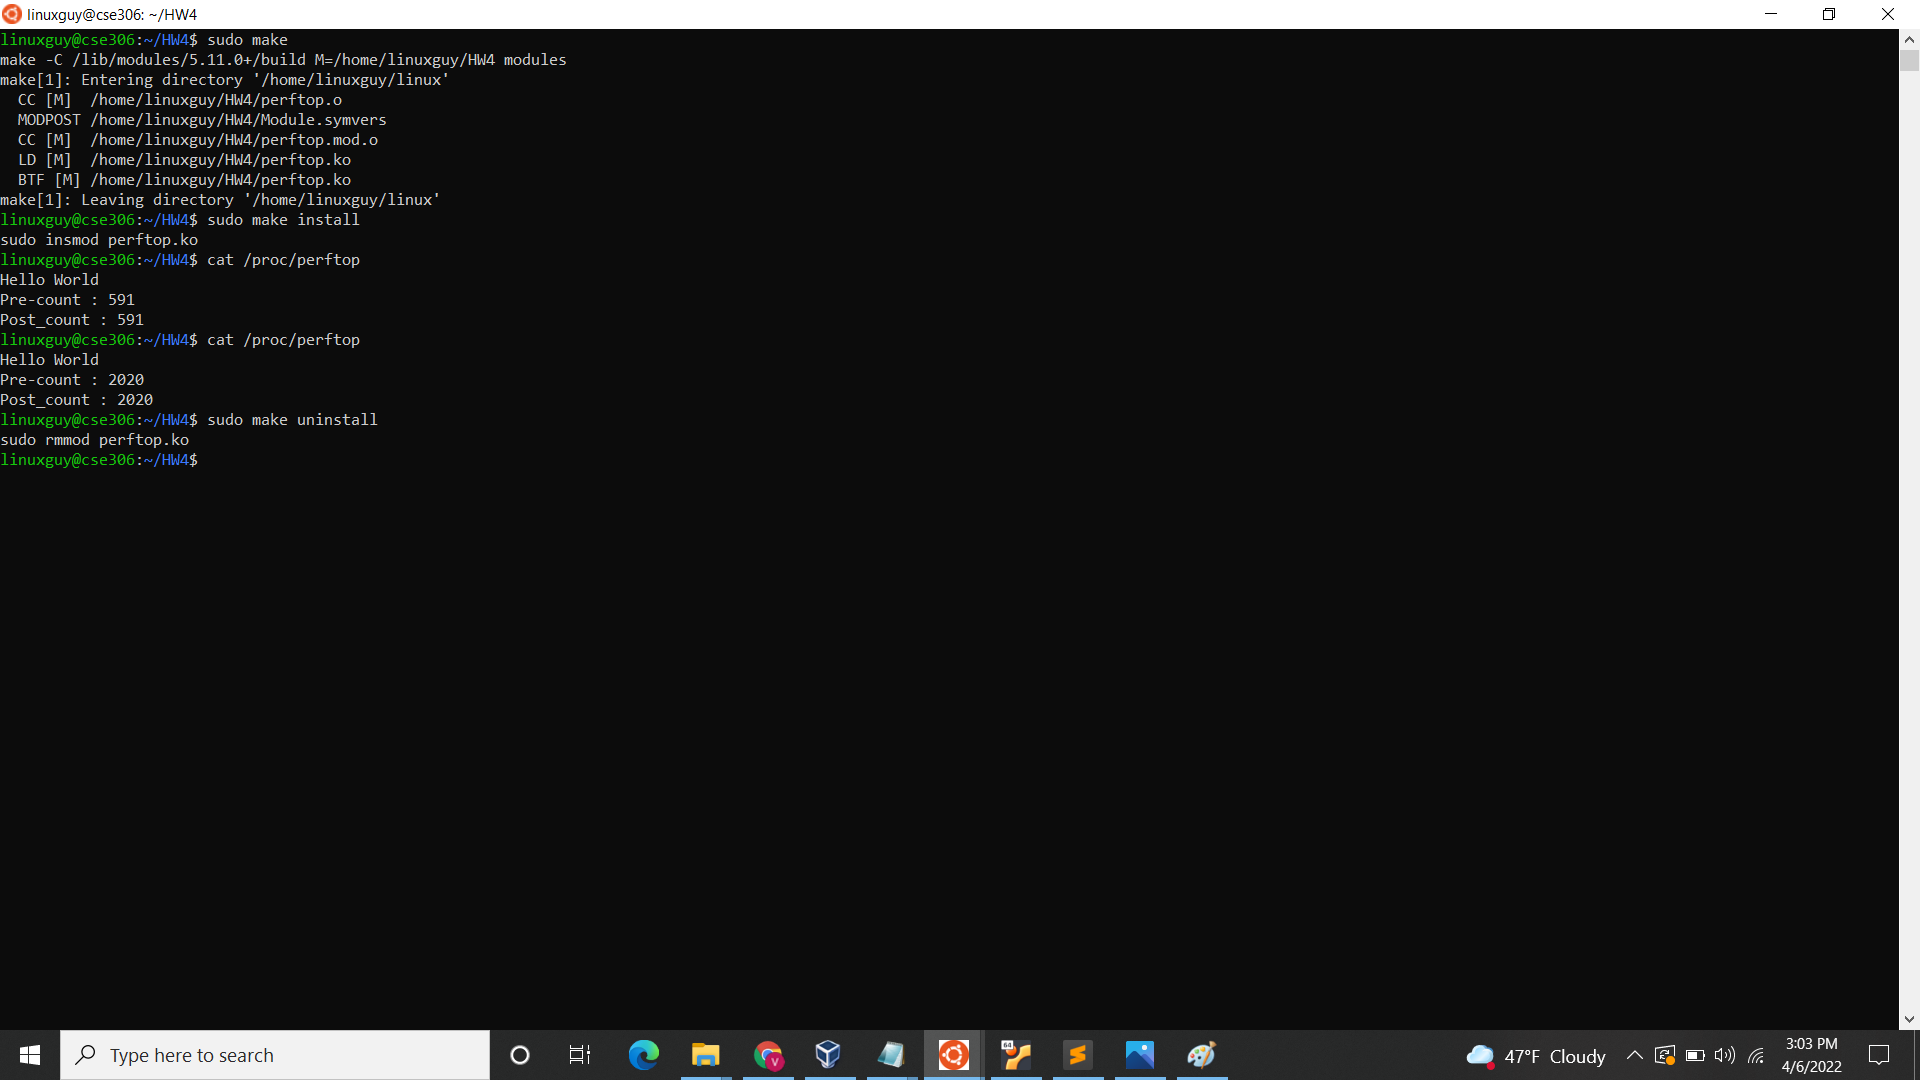 linuxguy@cse306: ~/HW4
linuxguy@cse306:~/HW4$ sudo make
make -C /lib/modules/5.11.0+/build M=/home/linuxguy/HW4 modules
make[1]: Entering directory '/home/linuxguy/linux'
  CC [M]  /home/linuxguy/HW4/perftop.o
  MODPOST /home/linuxguy/HW4/Module.symvers
  CC [M]  /home/linuxguy/HW4/perftop.mod.o
  LD [M]  /home/linuxguy/HW4/perftop.ko
  BTF [M] /home/linuxguy/HW4/perftop.ko
make[1]: Leaving directory '/home/linuxguy/linux'
linuxguy@cse306:~/HW4$ sudo make install
sudo insmod perftop.ko
linuxguy@cse306:~/HW4$ cat /proc/perftop
Hello World
Pre-count : 591
Post_count : 591
linuxguy@cse306:~/HW4$ cat /proc/perftop
Hello World
Pre-count : 2020
Post_count : 2020
linuxguy@cse306:~/HW4$ sudo make uninstall
sudo rmmod perftop.ko
linuxguy@cse306:~/HW4$
Type here to search
64
V
47°F Cloudy
3:03 PM
4/6/2022